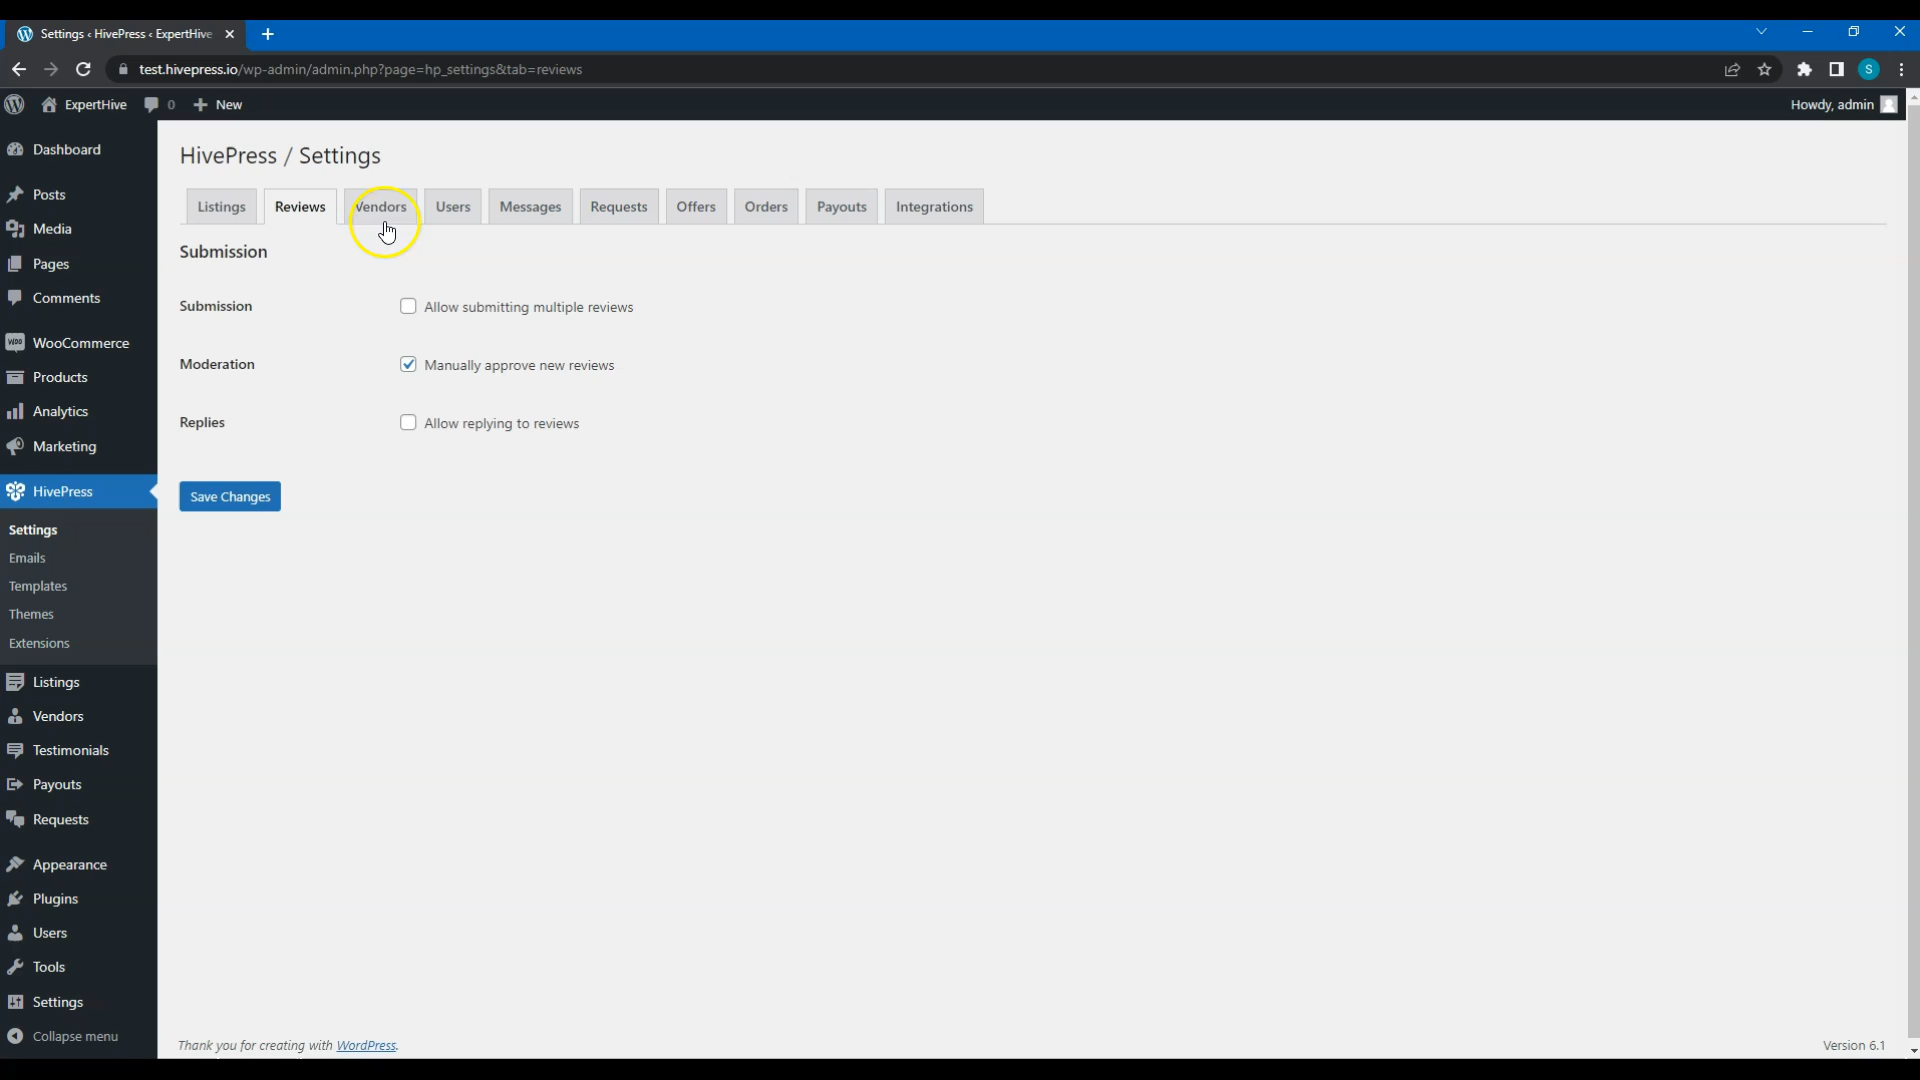 Settings ‹ HivePress ‹ ExpertHive
test.hivepress.io/wp-admin/admin.php?page=hp_settings&tab=reviews
S
ExpertHive 0 New
Howdy, admin
Dashboard
Posts
Media
Pages
Comments
WooCommerce
Products
Analytics
Marketing
HivePress
Settings
Emails
Templates
Themes
Extensions
Listings
Vendors
Testimonials
Payouts
Requests
Appearance
Plugins
Users
Tools
Settings
Collapse menu
HivePress / Settings
Listings Reviews Vendors Users Messages Requests Offers Orders Payouts Integrations
Submission
Submission Allow submitting multiple reviews
Moderation Manually approve new reviews
Replies Allow replying to reviews
Save Changes
Thank you for creating with WordPress.
Version 6.1